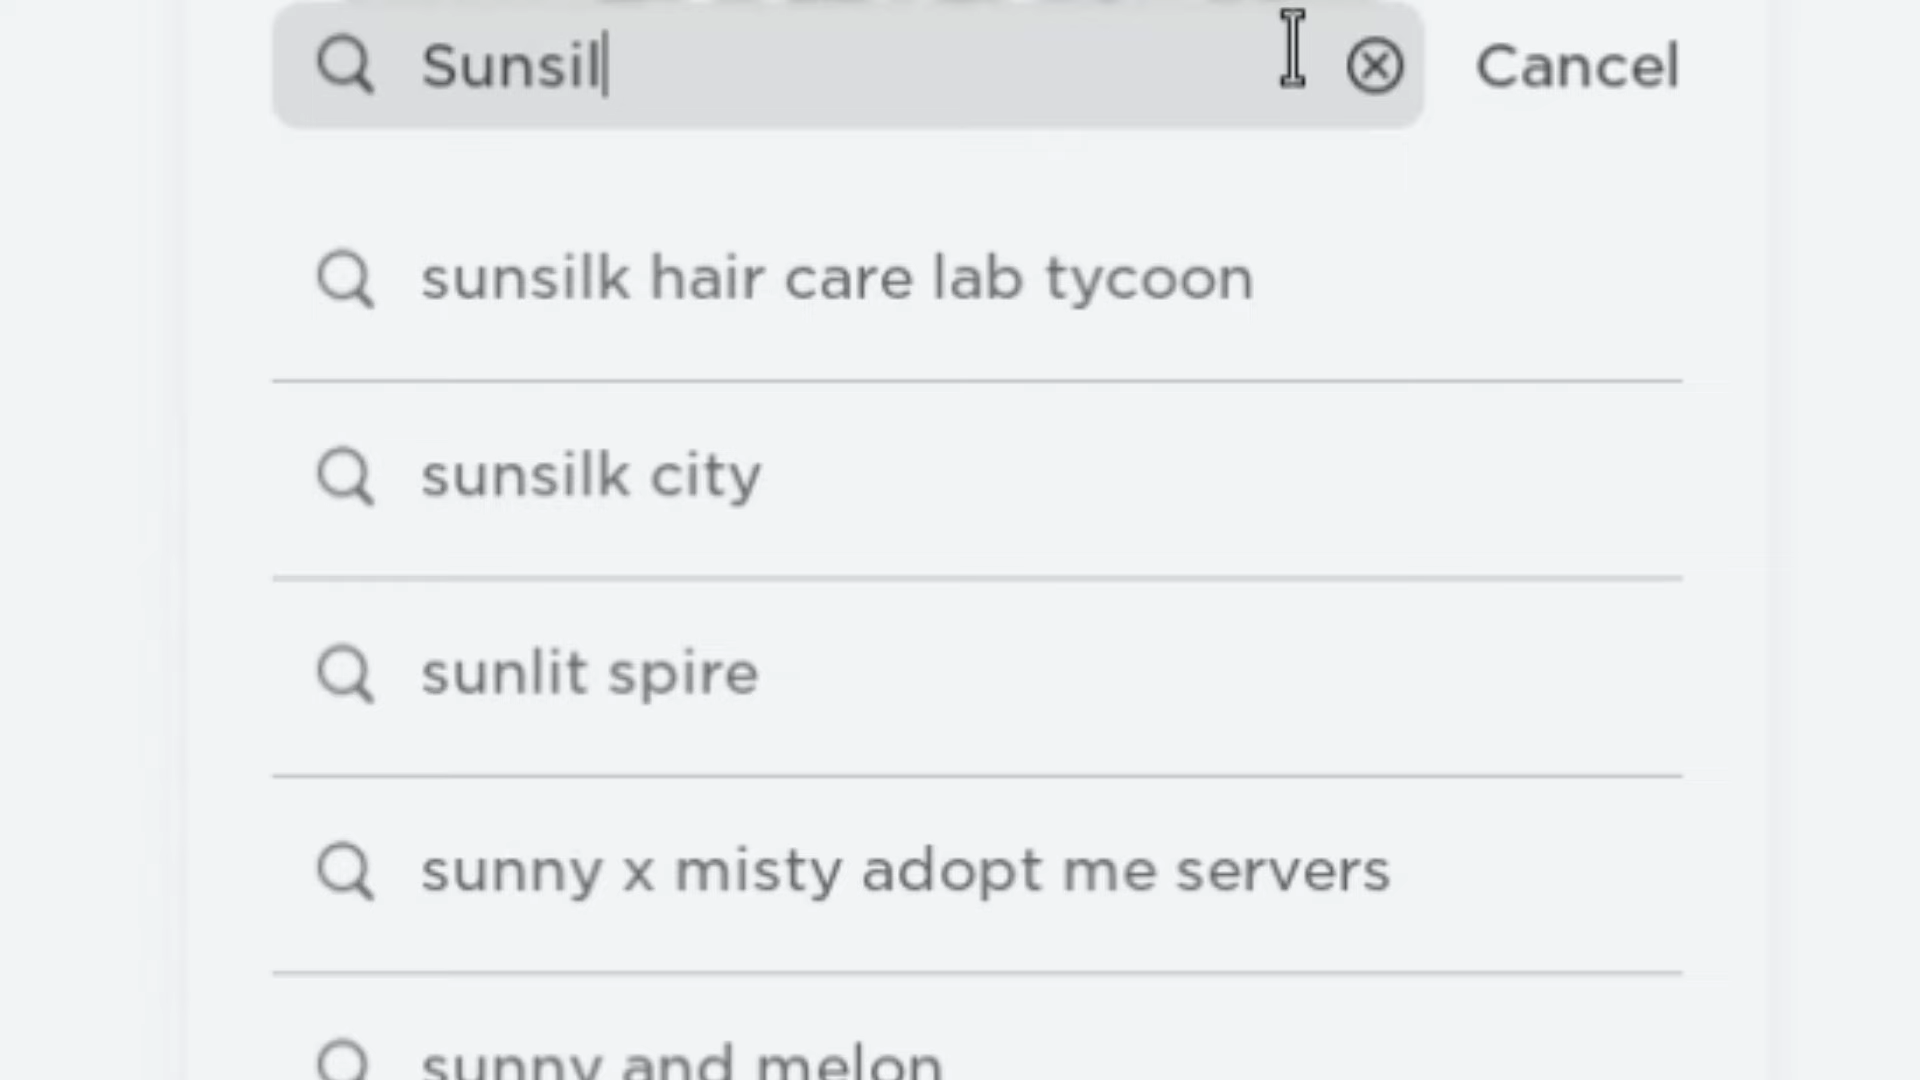 Sunsil
Cancel
sunsilk hair care lab tycoon
sunsilk city
sunlit spire
sunny x misty adopt me servers
sunny and melon